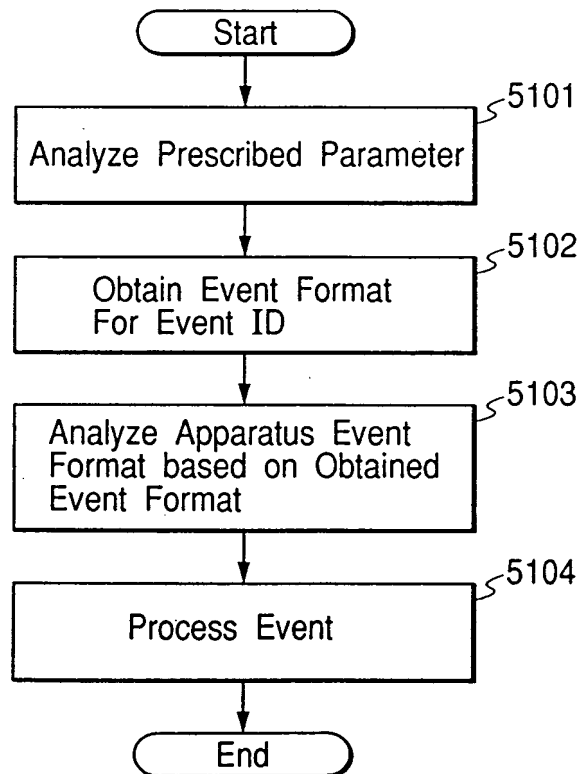 Start
5101
Analyze Prescribed Parameter
5102
Obtain Event Format
For Event ID
5103
Analyze Apparatus Event
Format based on Obtained
Event Format
5104
Process Event
End